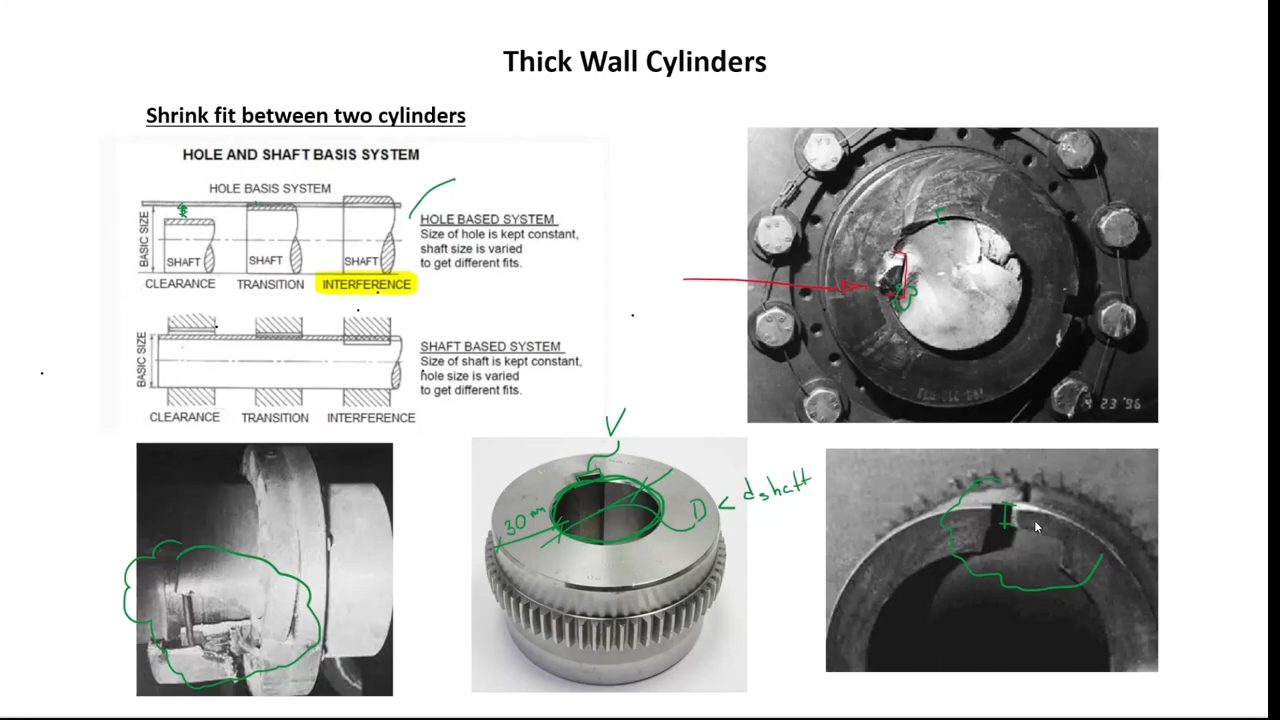 Thick Wall Cylinders
Shrink fit between two cylinders
HOLE AND SHAFT BASIS SYSTEM
HOLE BASIS SYSTEM
BASIC SIZE
SHAFT
SHAFT
SHAFT
CLEARANCE
TRANSITION
INTERFERENCE
HOLE BASED SYSTEM
Size of hole is kept constant,
shaft size is varied
to get different fits.
BASIC SIZE
CLEARANCE
TRANSITION
INTERFERENCE
SHAFT BASED SYSTEM
Size of shaft is kept constant,
hole size is varied
to get different fits.
23 '96
V
30 mm
D < dshaft